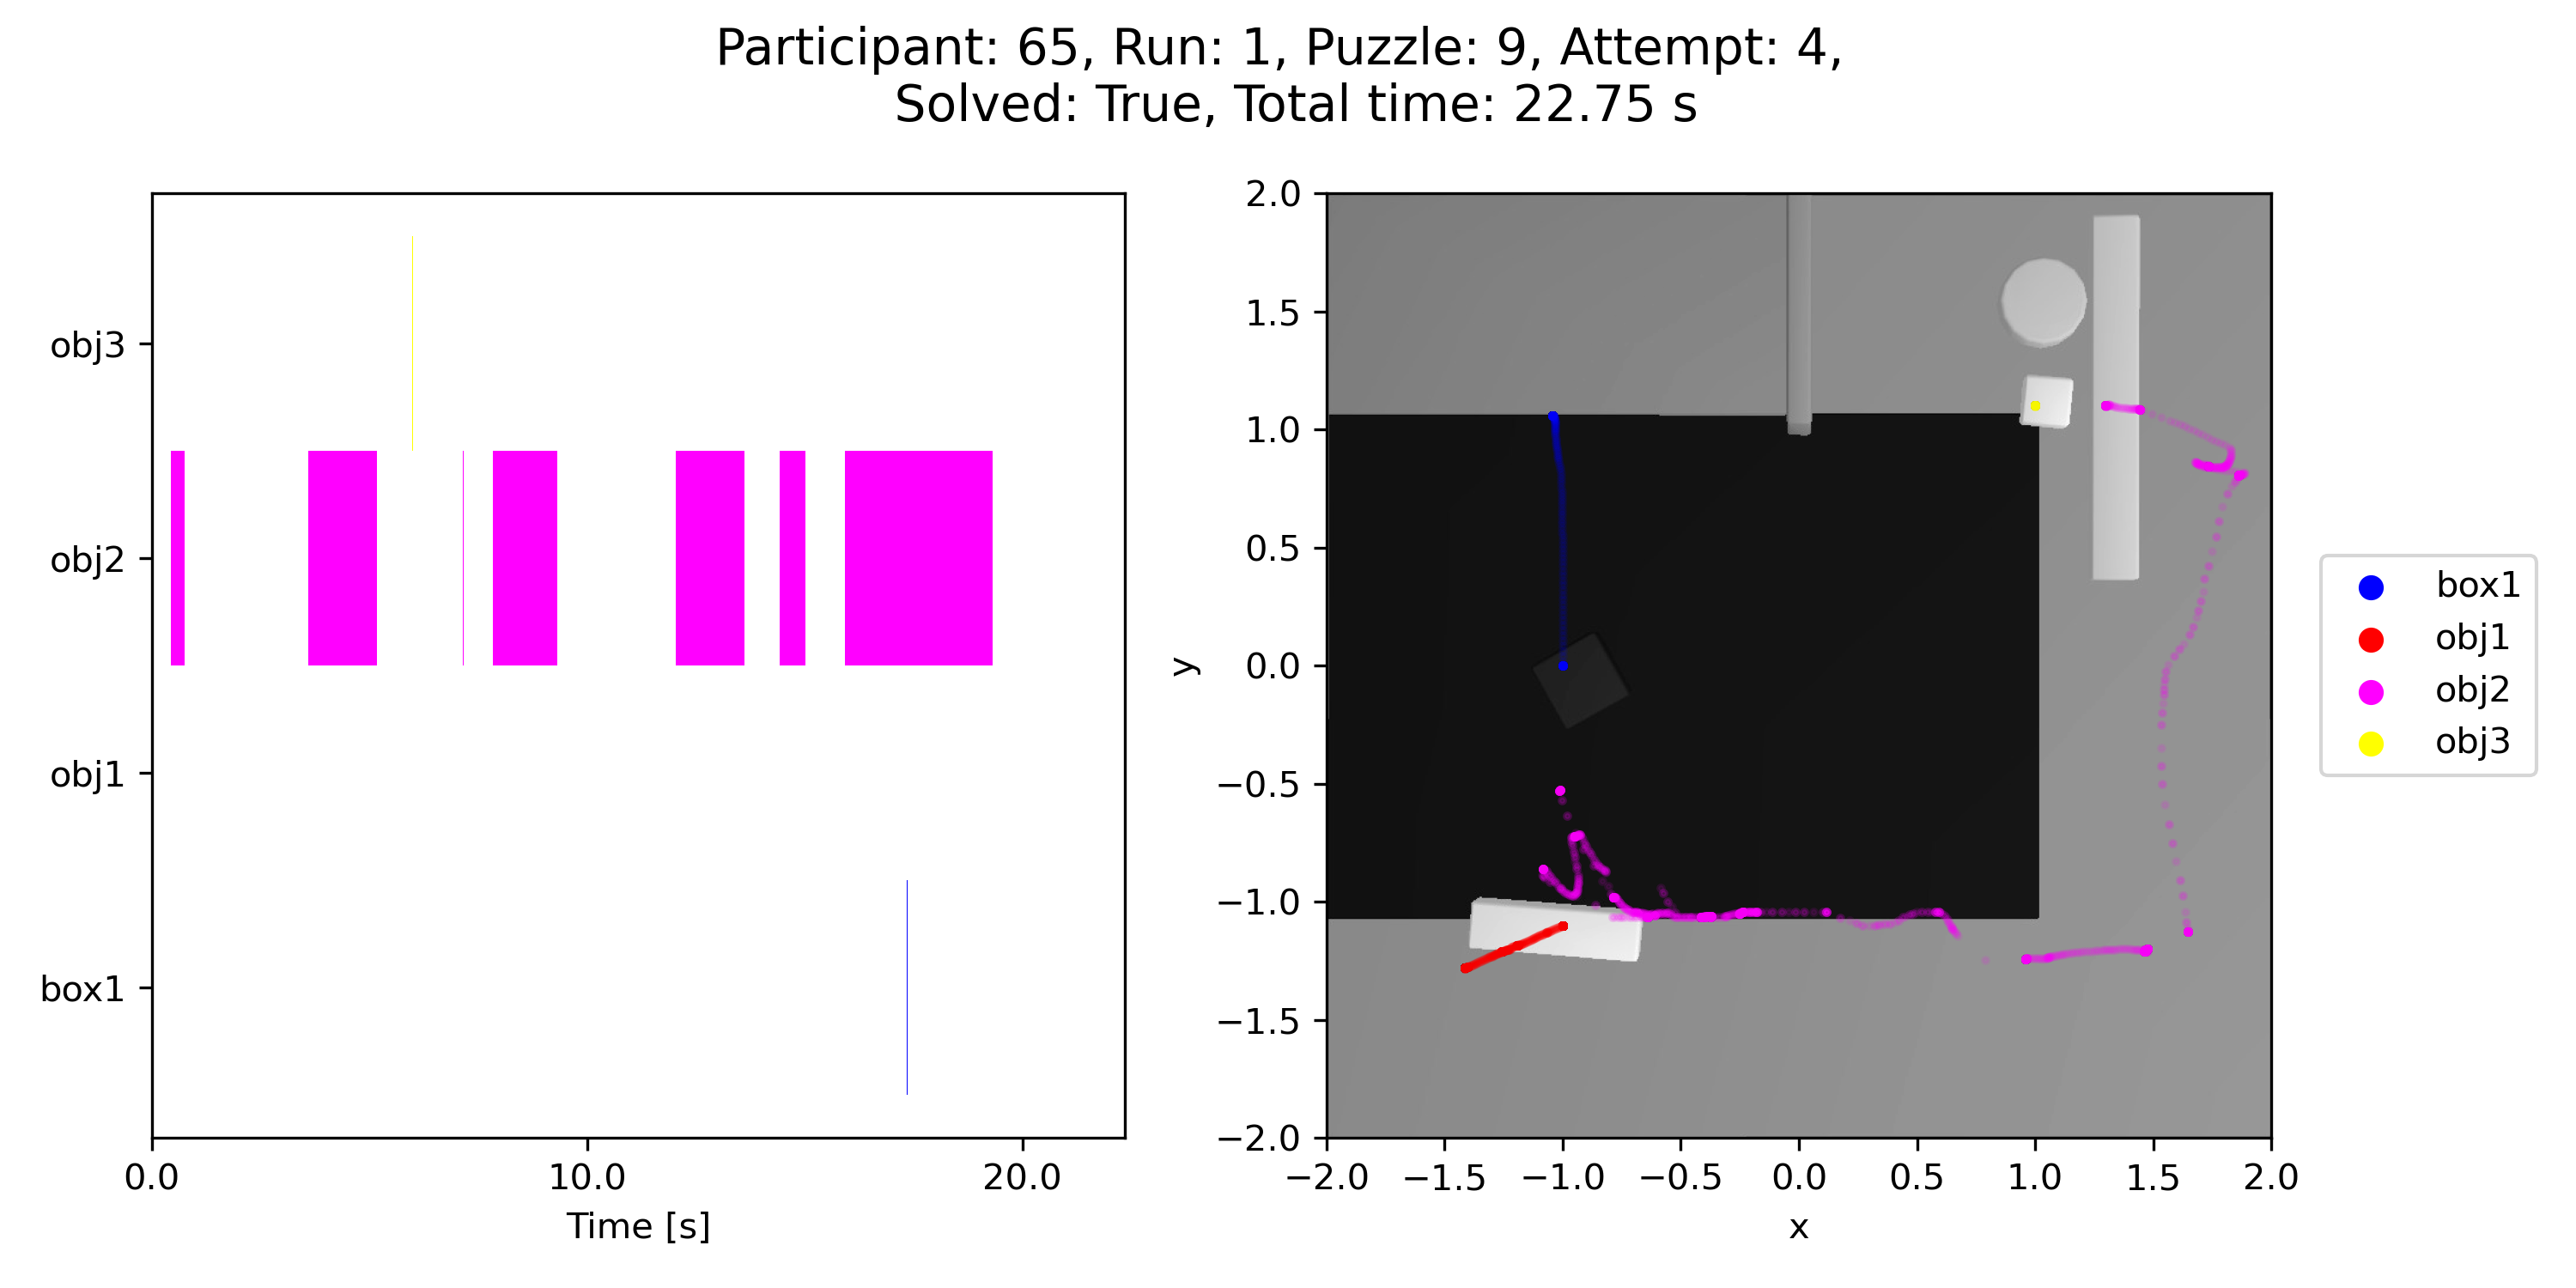 Participant: 65, Run: 1, Puzzle: 9, Attempt: 4,
Solved: True, Total time: 22.75 s
obj3
obj2
obj1
box1
0.0 10.0 20.0
Time [s]
2.0
1.5
1.0
0.5
0.0
−0.5
−1.0
−1.5
−2.0
y
−2.0 −1.5 −1.0 −0.5 0.0 0.5 1.0 1.5 2.0
x
box1
obj1
obj2
obj3